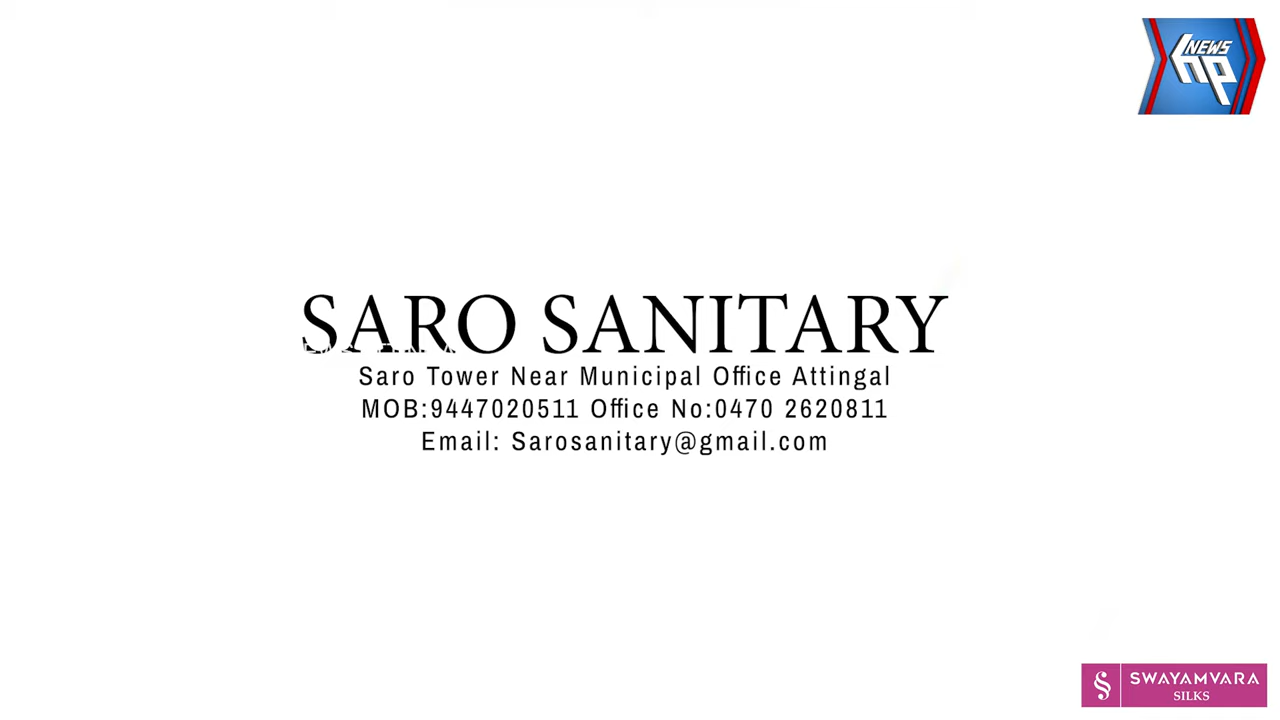 NEWS
hp
SARO SANITARY
Saro Tower Near Municipal Office Attingal
MOB:9447020511 Office No:0470 2620811
Email: Sarosanitary@gmail.com
SWAYAMVARA
SILKS